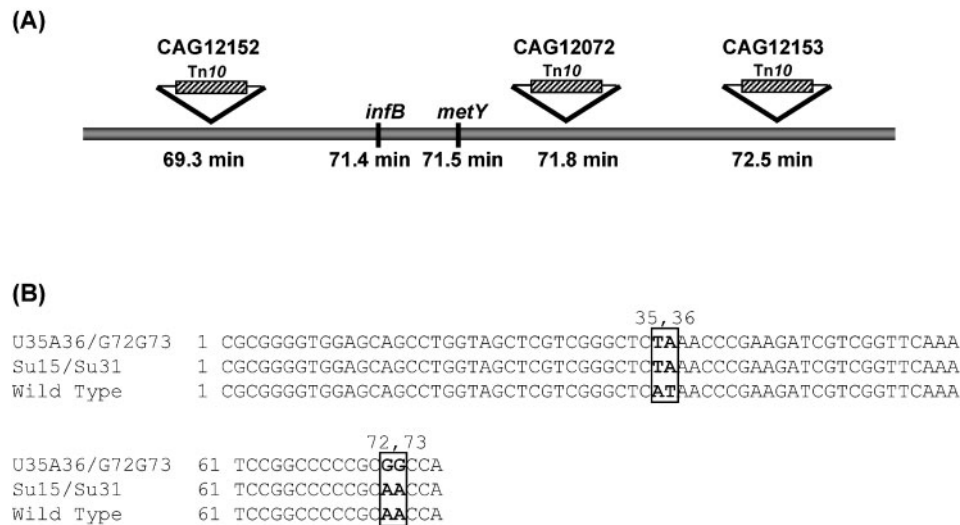 (A)
CAG12152 CAG12072 CAG12153
Tn10 Tn10 Tn10
infB metY
69.3 min 71.4 min 71.5 min 71.8 min 72.5 min
(B)
35,36
U35A36/G72G73 1 CGCGGGGTGGAGCAGCCTGGTAGCTCGTCGGGCTCTAAACCCGAAGATCGTCGGTTCAAA
Su15/Su31 1 CGCGGGGTGGAGCAGCCTGGTAGCTCGTCGGGCTCTAAACCCGAAGATCGTCGGTTCAAA
Wild Type 1 CGCGGGGTGGAGCAGCCTGGTAGCTCGTCGGGCTCATAACCCGAAGATCGTCGGTTCAAA
72,73
U35A36/G72G73 61 TCCGGCCCCCGCGGCCA
Su15/Su31 61 TCCGGCCCCCGCAACCA
Wild Type 61 TCCGGCCCCCGCAACCA